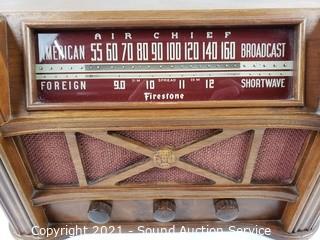 AIR CHIEF
AMERICAN 55 60 70 80 90 100 120 140 160 BROADCAST
FOREIGN 9.0 10 SPREAD 11 12 SHORTWAVE
Firestone
Copyright 2021 - Sound Auction Service